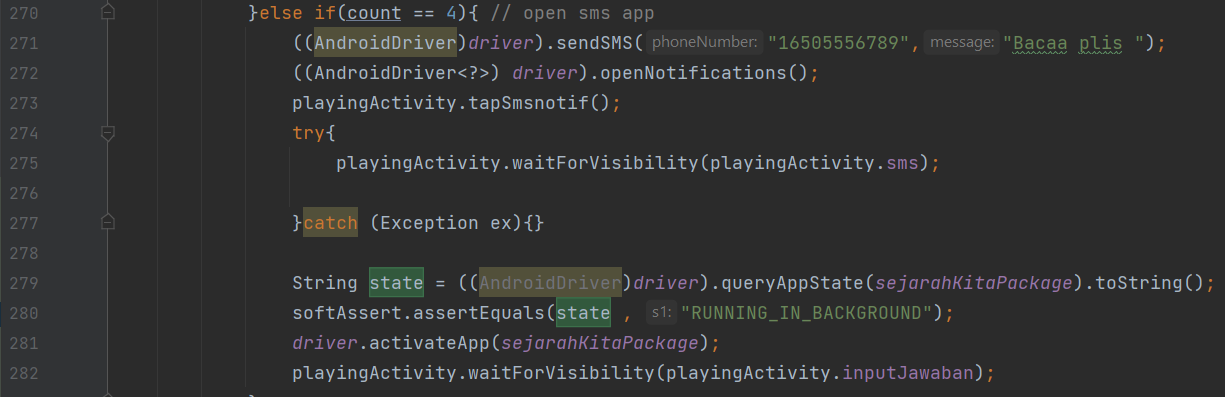 270 }else if(count == 4){ // open sms app
271 ((AndroidDriver)driver).sendSMS( phoneNumber: "16505556789", message: "Bacaa plis ");
272 ((AndroidDriver<?>) driver).openNotifications();
273 playingActivity.tapSmsnotif();
274 try{
275 playingActivity.waitForVisibility(playingActivity.sms);
276
277 }catch (Exception ex){}
278
279 String state = ((AndroidDriver)driver).queryAppState(sejarahKitaPackage).toString();
280 softAssert.assertEquals(state , s1: "RUNNING_IN_BACKGROUND");
281 driver.activateApp(sejarahKitaPackage);
282 playingActivity.waitForVisibility(playingActivity.inputJawaban);